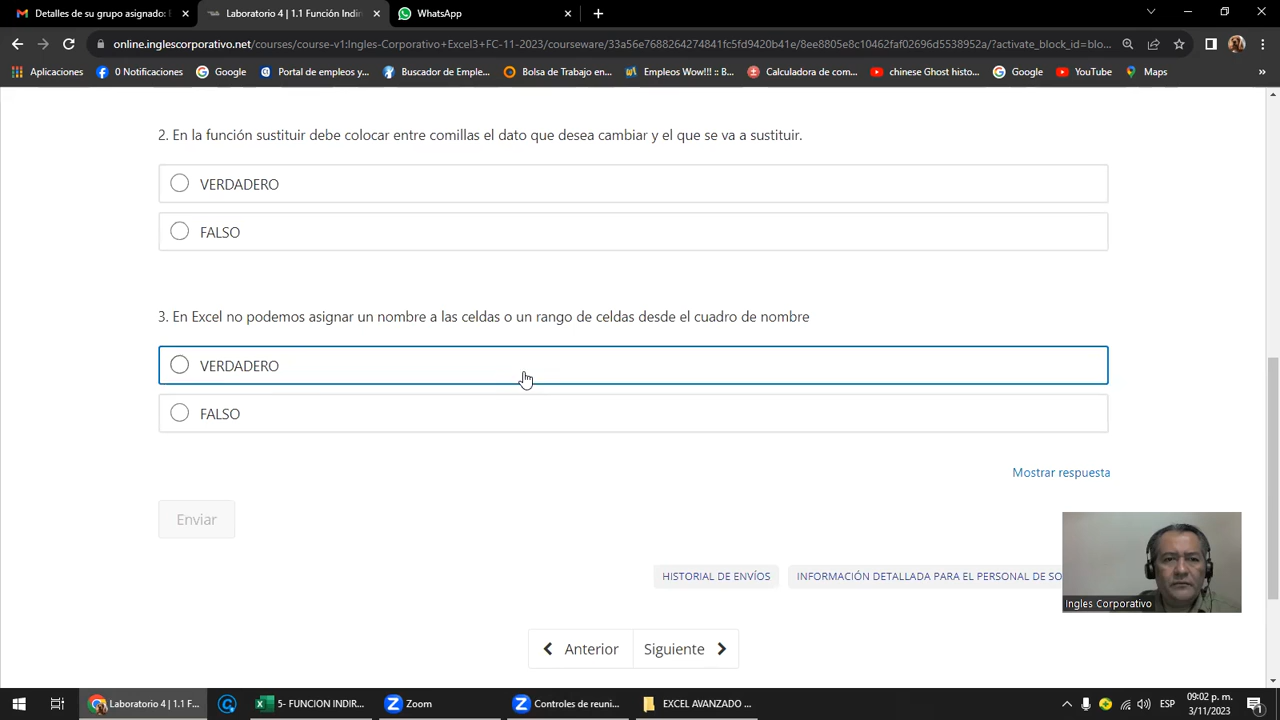 Detalles de su grupo asignado: L
Laboratorio 4 | 1.1 Función Indir
WhatsApp
online.inglescorporativo.net/courses/course-v1:Ingles-Corporativo+Excel3+FC-11-2023/courseware/33a56e7688264274841fc5fd9420b41e/8ee8805e8c10462faf02696d5538952a/?activate_block_id=blo...
Aplicaciones
0 Notificaciones
Google
Portal de empleos y...
Buscador de Emple...
Bolsa de Trabajo en...
Empleos Wow!!! :: B...
Calculadora de com...
chinese Ghost histo...
Google
YouTube
Maps
»
2. En la función sustituir debe colocar entre comillas el dato que desea cambiar y el que se va a sustituir.
VERDADERO
FALSO
3. En Excel no podemos asignar un nombre a las celdas o un rango de celdas desde el cuadro de nombre
VERDADERO
FALSO
Mostrar respuesta
Enviar
HISTORIAL DE ENVÍOS
INFORMACIÓN DETALLADA PARA EL PERSONAL DE SO
Ingles Corporativo
Anterior
Siguiente
Laboratorio 4 | 1.1 F...
5- FUNCION INDIR...
Zoom
Controles de reuni...
EXCEL AVANZADO ...
ESP
09:02 p. m.
3/11/2023